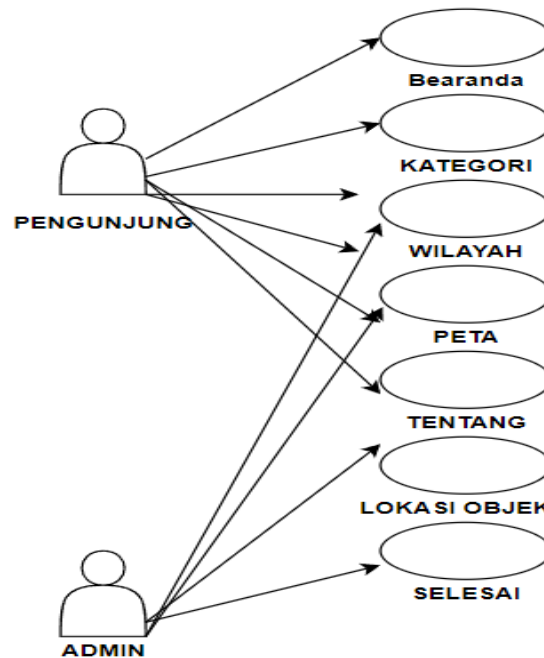 Bearanda
KATEGORI
PENGUNJUNG
WILAYAH
PETA
TENTANG
LOKASI OBJEK
SELESAI
ADMIN